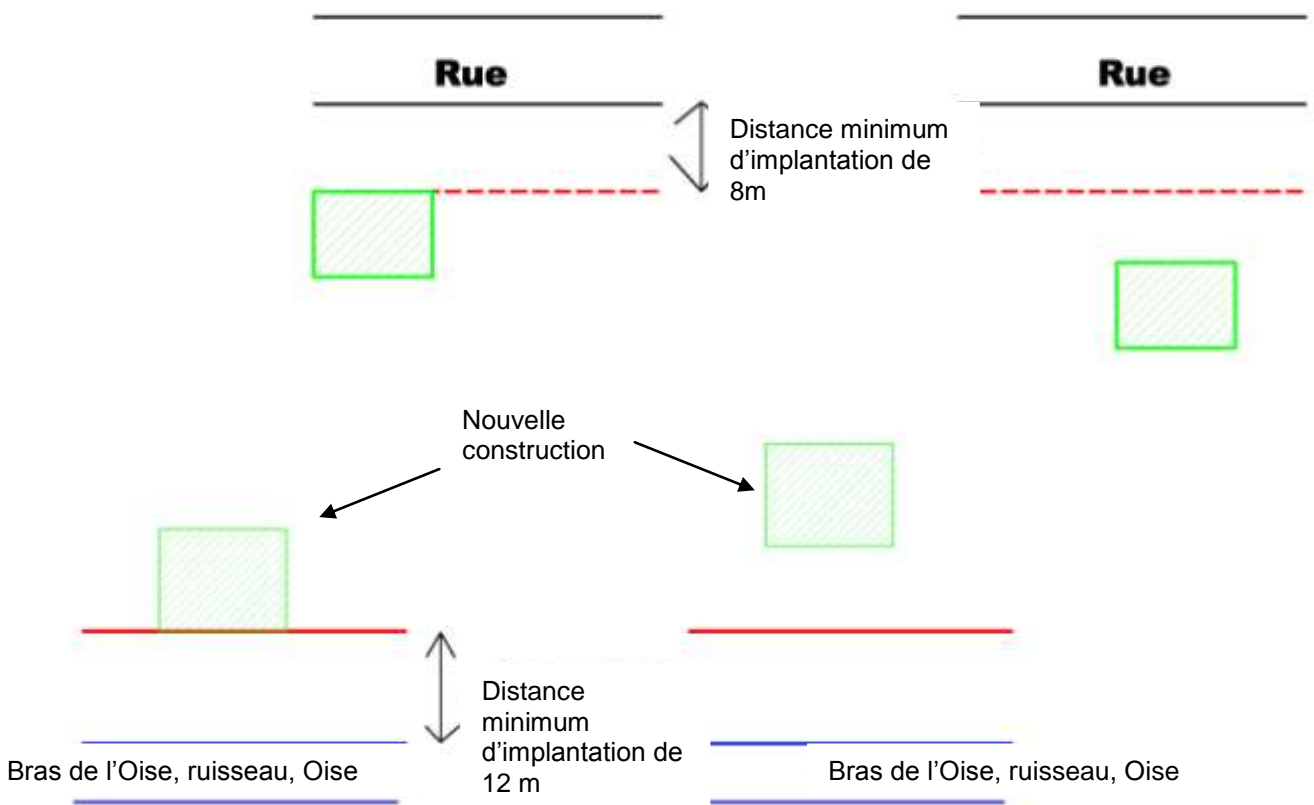 Rue
Rue
Distance minimum
d’implantation de
8m
Nouvelle
construction
Distance
minimum
d’implantation de
12 m
Bras de l’Oise, ruisseau, Oise
Bras de l’Oise, ruisseau, Oise